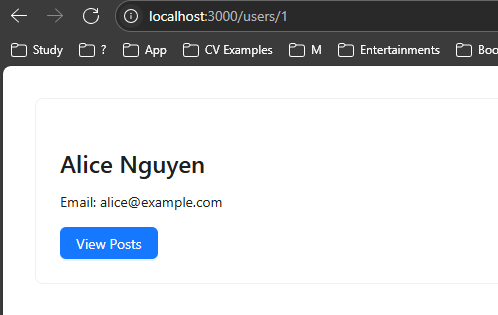 localhost:3000/users/1
Study ? App CV Examples M Entertainments Boo
Alice Nguyen
Email: alice@example.com
View Posts